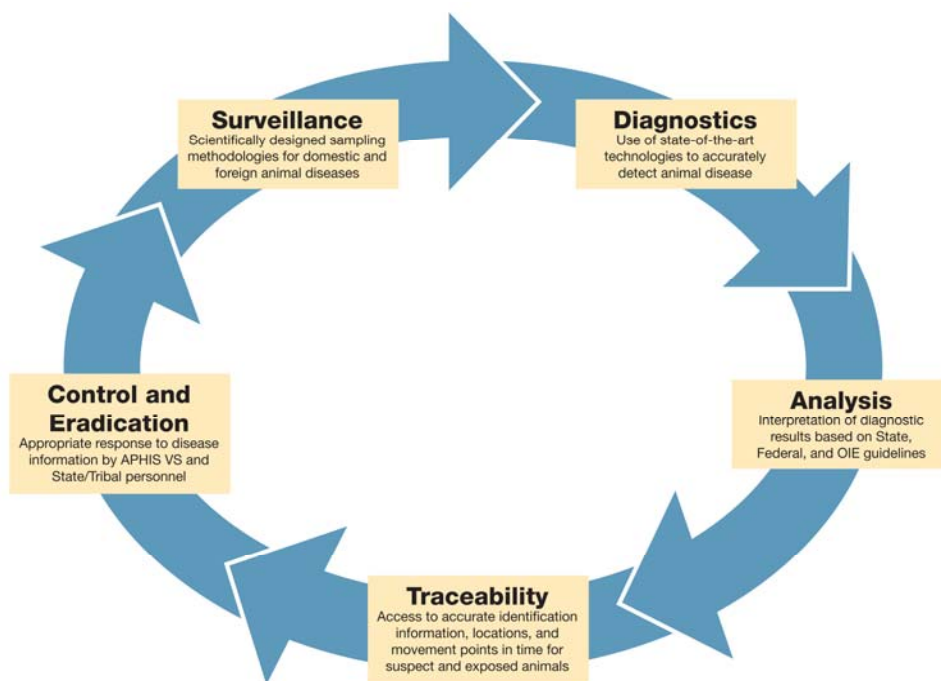 Surveillance
Scientifically designed sampling
methodologies for domestic and
foreign animal diseases
Diagnostics
Use of state-of-the-art
technologies to accurately
detect animal disease
Analysis
Interpretation of diagnostic
results based on State,
Federal, and OIE guidelines
Traceability
Access to accurate identification
information, locations, and
movement points in time for
suspect and exposed animals
Control and
Eradication
Appropriate response to disease
information by APHIS VS and
State/Tribal personnel